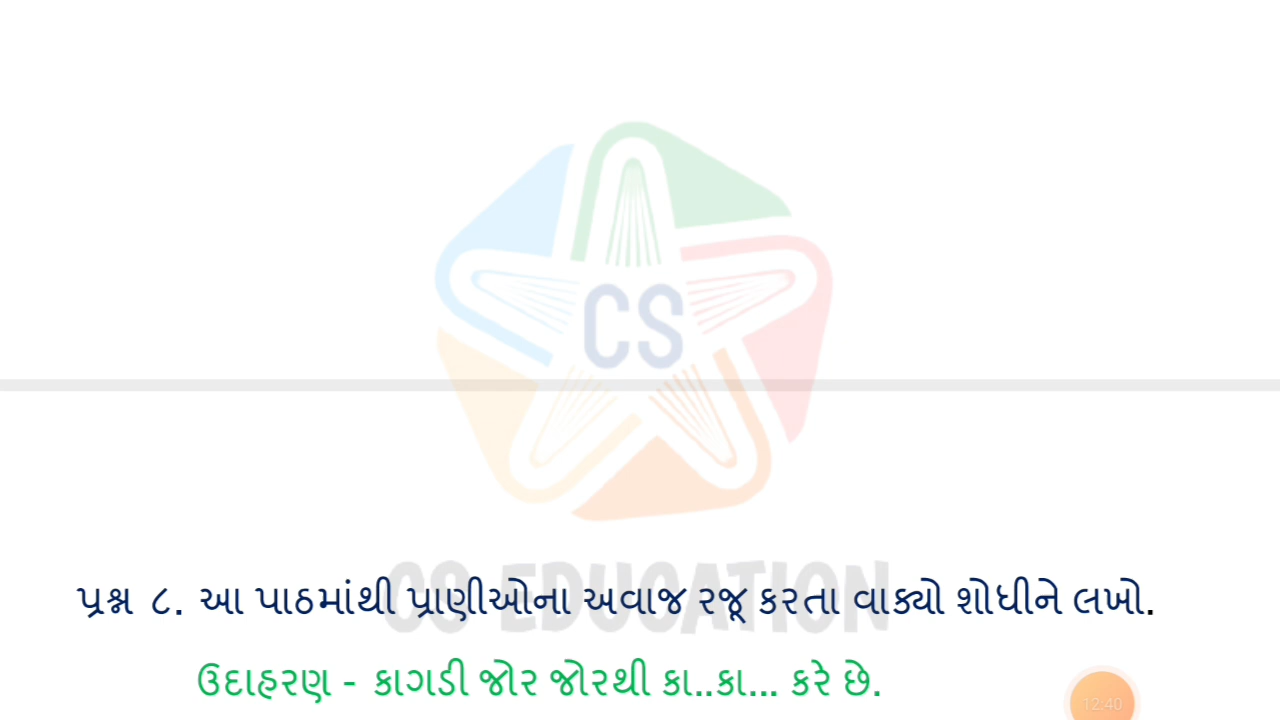 CS
CS EDUCATION
પ્રશ્ન ૮. આ પાઠમાંથી પ્રાણીઓના અવાજ રજૂ કરતા વાક્યો શોધીને લખો.
ઉદાહરણ - કાગડી જોર જોરથી કા..કા... કરે છે.
12:40